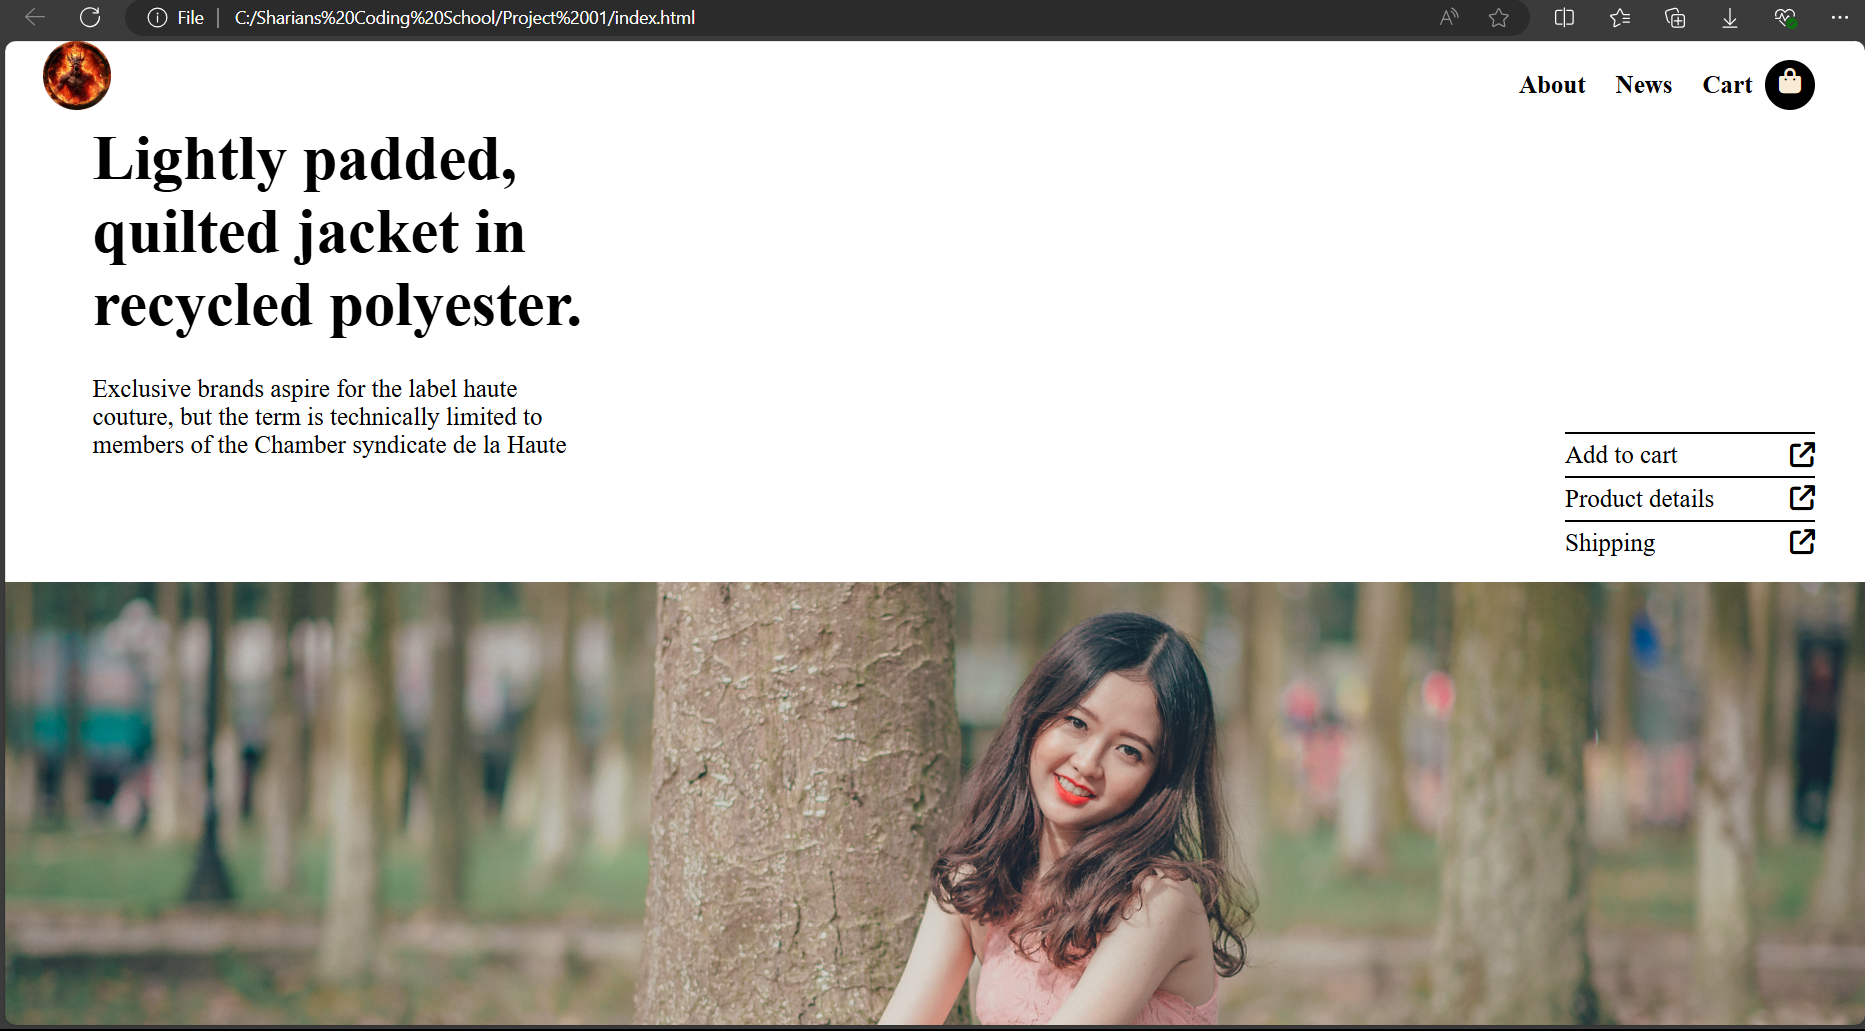 File
C:/Sharians%20Coding%20School/Project%2001/index.html
About News Cart
Lightly padded,
quilted jacket in
recycled polyester.
Exclusive brands aspire for the label haute
couture, but the term is technically limited to
members of the Chamber syndicate de la Haute
Add to cart
Product details
Shipping